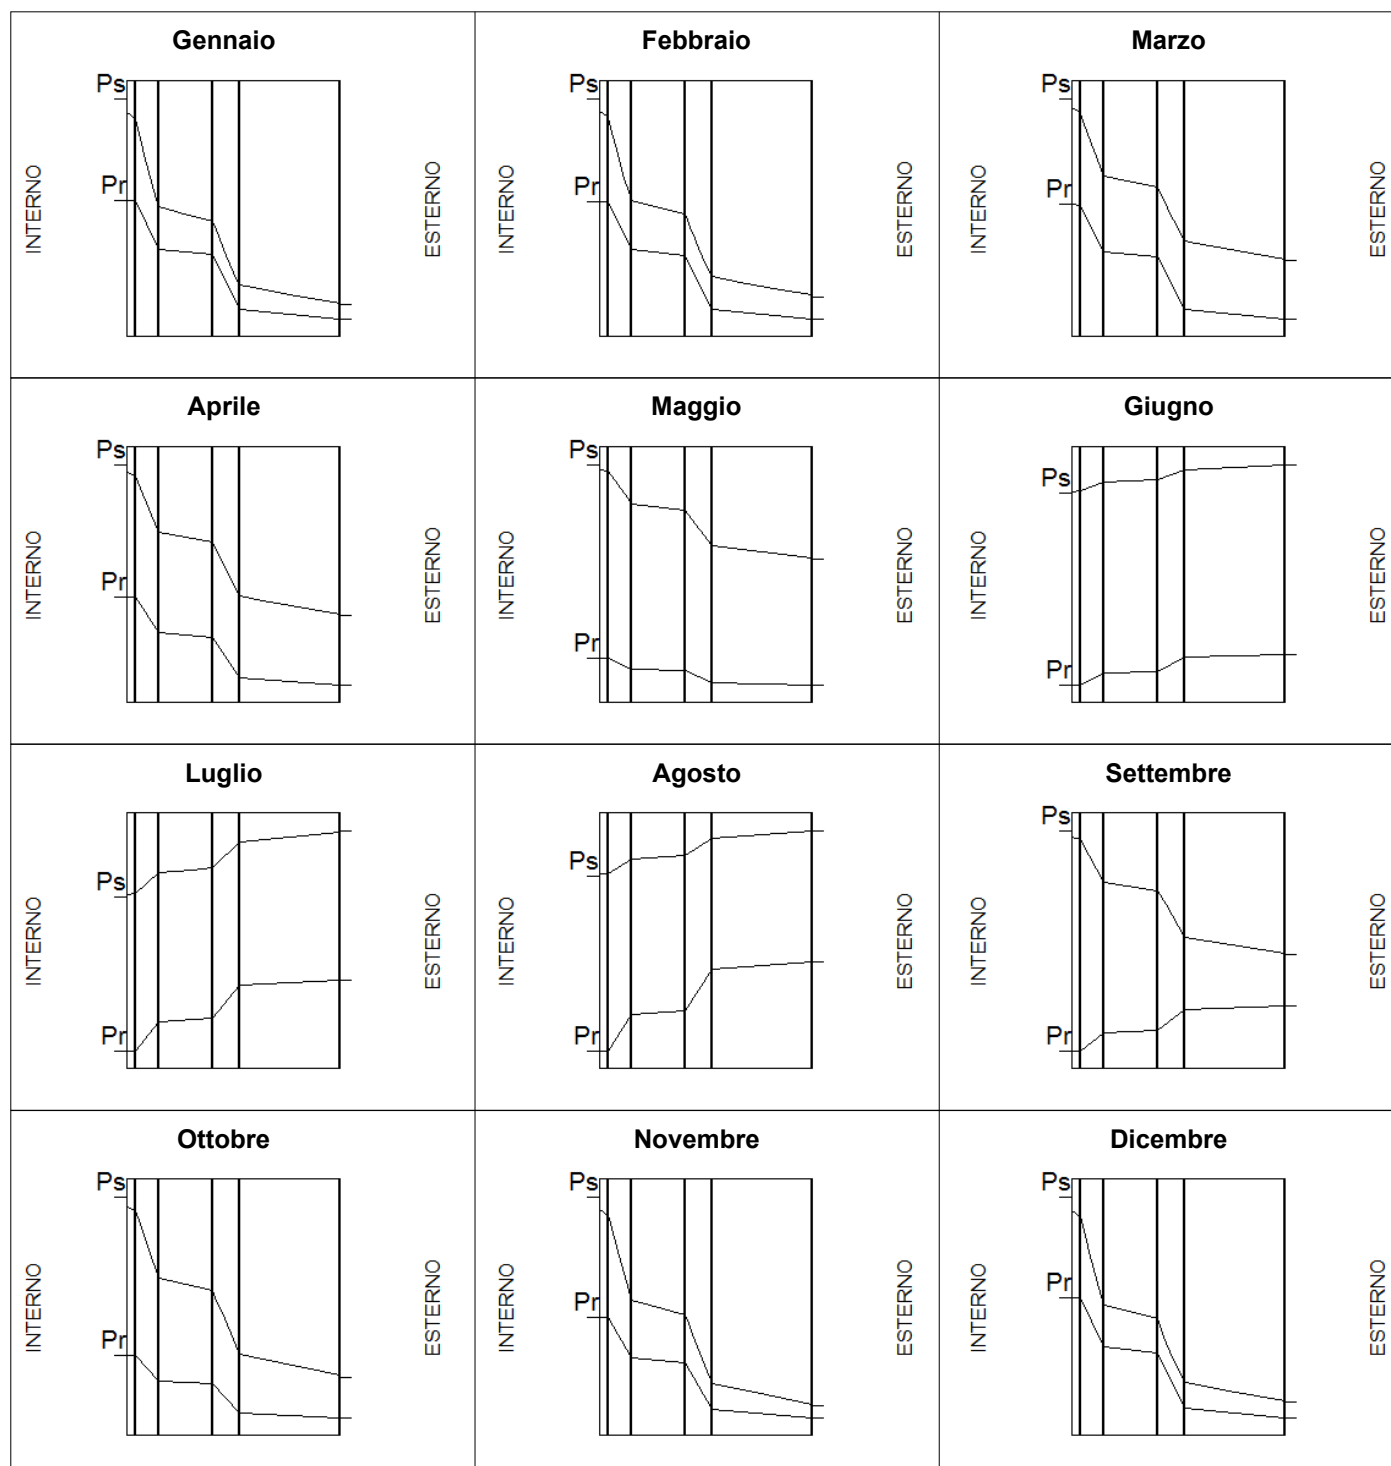 Gennaio
Febbraio
Marzo
Ps
Pr
INTERNO
ESTERNO
Ps
Pr
INTERNO
ESTERNO
Ps
Pr
INTERNO
ESTERNO
Aprile
Maggio
Giugno
Ps
Pr
INTERNO
ESTERNO
Ps
Pr
INTERNO
ESTERNO
Ps
Pr
INTERNO
ESTERNO
Luglio
Agosto
Settembre
Ps
Pr
INTERNO
ESTERNO
Ps
Pr
INTERNO
ESTERNO
Ps
Pr
INTERNO
ESTERNO
Ottobre
Novembre
Dicembre
Ps
Pr
INTERNO
ESTERNO
Ps
Pr
INTERNO
ESTERNO
Ps
Pr
INTERNO
ESTERNO